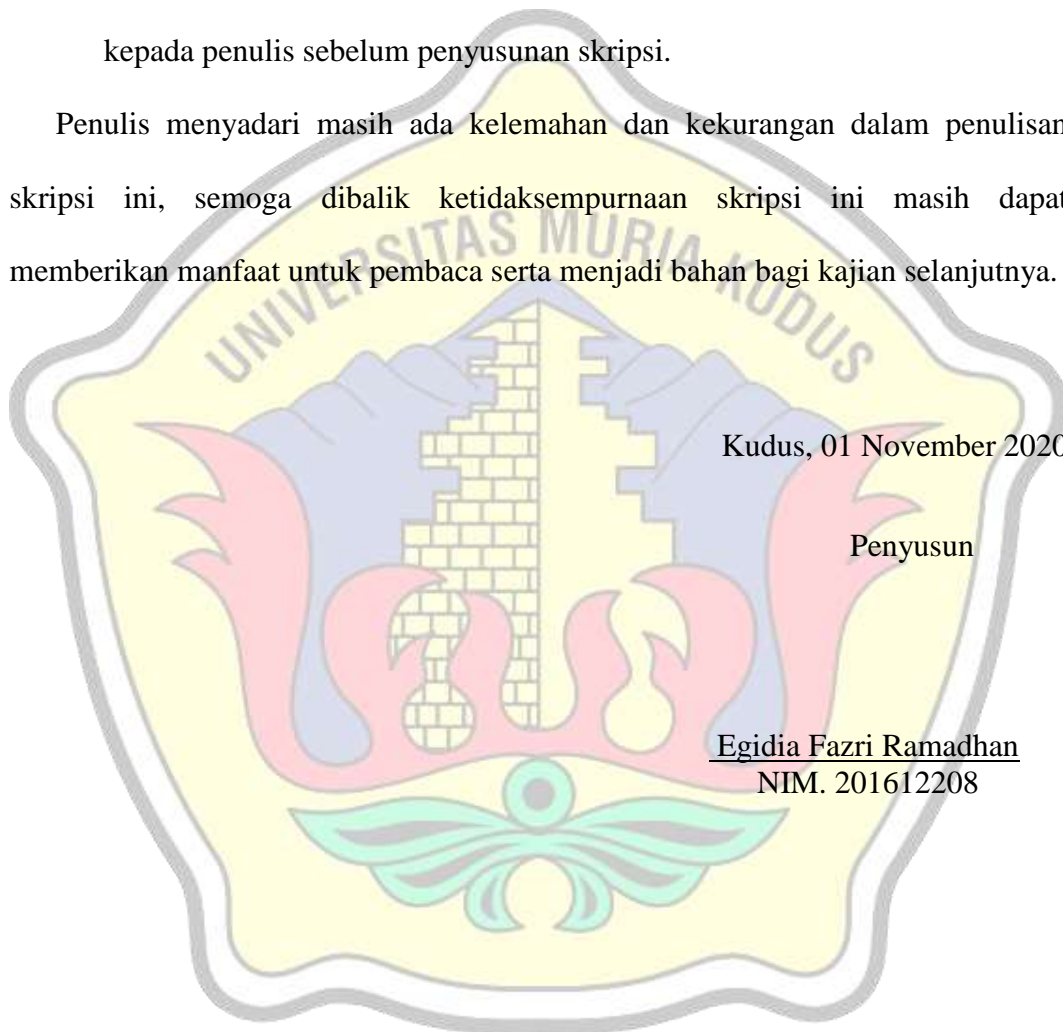 kepada penulis sebelum penyusunan skripsi.
Penulis menyadari masih ada kelemahan dan kekurangan dalam penulisan
skripsi ini, semoga dibalik ketidaksempurnaan skripsi ini masih dapat
memberikan manfaat untuk pembaca serta menjadi bahan bagi kajian selanjutnya.
UNIVERSITAS MURIA KUDUS
Kudus, 01 November 2020
Penyusun
Egidia Fazri Ramadhan
NIM. 201612208